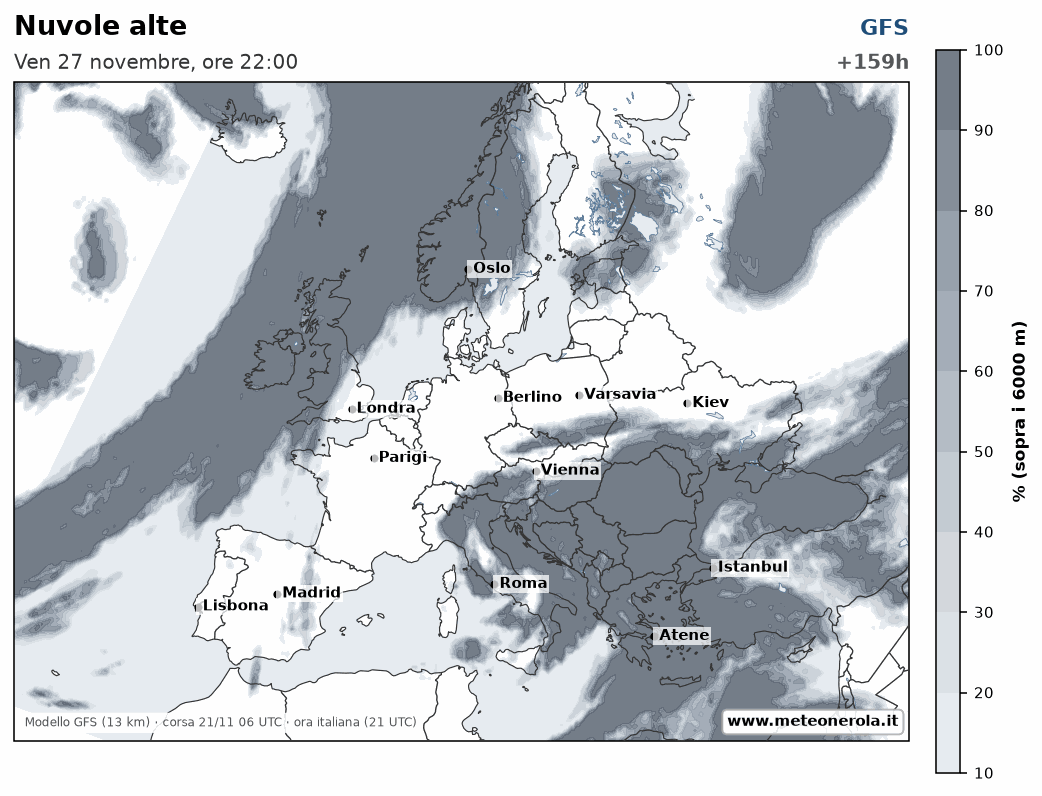 Nuvole alte
GFS
Ven 27 novembre, ore 22:00
+159h
Oslo
Londra
Berlino
Varsavia
Kiev
Parigi
Vienna
Istanbul
Roma
Madrid
Lisbona
Atene
Modello GFS (13 km) · corsa 21/11 06 UTC · ora italiana (21 UTC)
www.meteonerola.it
100
90
80
70
60
50
40
30
20
10
% (sopra i 6000 m)